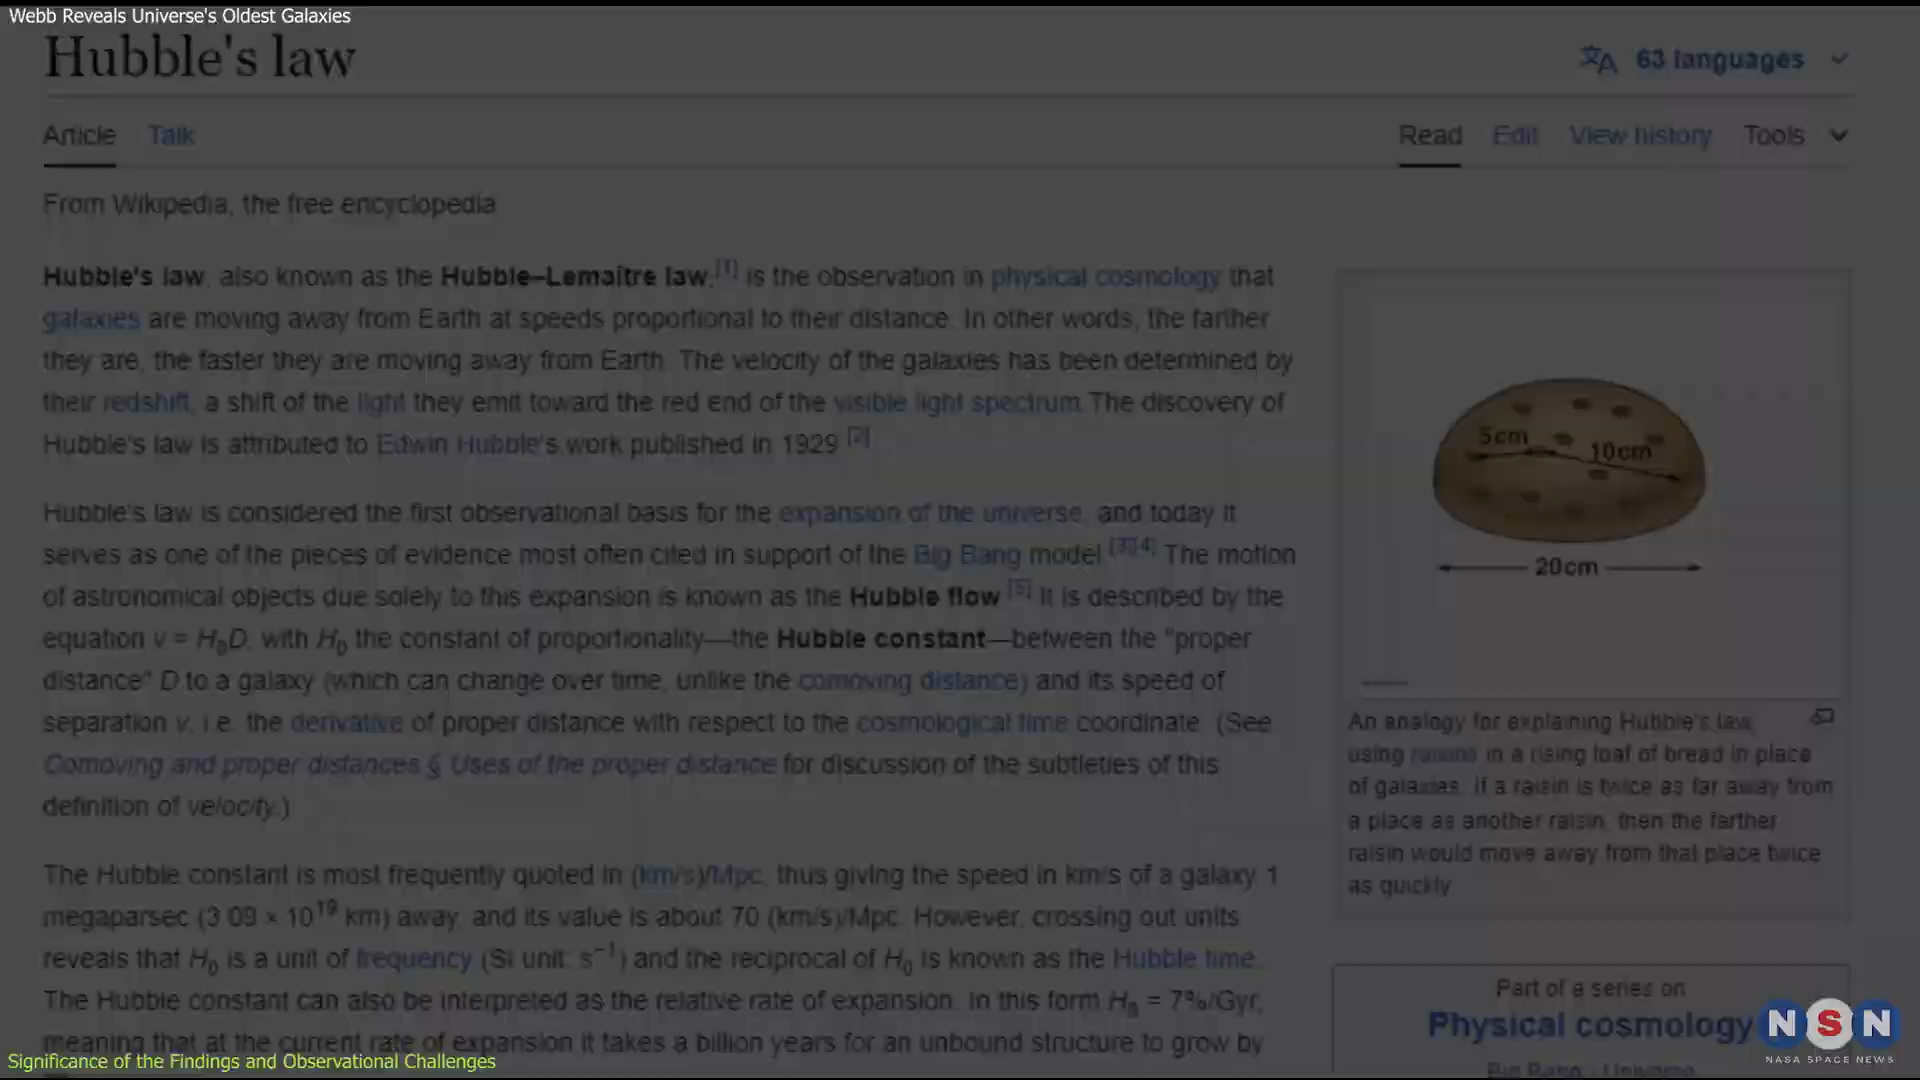 Webb Reveals Universe's Oldest Galaxies
Hubble's law
63 languages
Article Talk
Read Edit View history Tools
From Wikipedia, the free encyclopedia
Hubble's law, also known as the Hubble–Lemaître law,[1] is the observation in physical cosmology that
galaxies are moving away from Earth at speeds proportional to their distance. In other words, the farther
they are, the faster they are moving away from Earth. The velocity of the galaxies has been determined by
their redshift, a shift of the light they emit toward the red end of the visible light spectrum. The discovery of
Hubble's law is attributed to Edwin Hubble's work published in 1929.[2]
Hubble's law is considered the first observational basis for the expansion of the universe, and today it
serves as one of the pieces of evidence most often cited in support of the Big Bang model.[3][4] The motion
of astronomical objects due solely to this expansion is known as the Hubble flow.[5] It is described by the
equation v = H₀D, with H₀ the constant of proportionality—the Hubble constant—between the "proper
distance" D to a galaxy (which can change over time, unlike the comoving distance) and its speed of
separation v, i.e. the derivative of proper distance with respect to the cosmological time coordinate. (See
Comoving and proper distances § Uses of the proper distance for discussion of the subtleties of this
definition of velocity.)
The Hubble constant is most frequently quoted in (km/s)/Mpc, thus giving the speed in km/s of a galaxy 1
megaparsec (3.09 × 10¹⁹ km) away, and its value is about 70 (km/s)/Mpc. However, crossing out units
reveals that H₀ is a unit of frequency (SI unit: s⁻¹) and the reciprocal of H₀ is known as the Hubble time.
The Hubble constant can also be interpreted as the relative rate of expansion. In this form H₀ = 7%/Gyr,
meaning that at the current rate of expansion it takes a billion years for an unbound structure to grow by
5cm
10cm
20cm
An analogy for explaining Hubble's law,
using raisins in a rising loaf of bread in place
of galaxies. If a raisin is twice as far away from
a place as another raisin, then the farther
raisin would move away from that place twice
as quickly.
Part of a series on
Physical cosmology
Big Bang · Universe
NSN
NASA SPACE NEWS
Significance of the Findings and Observational Challenges